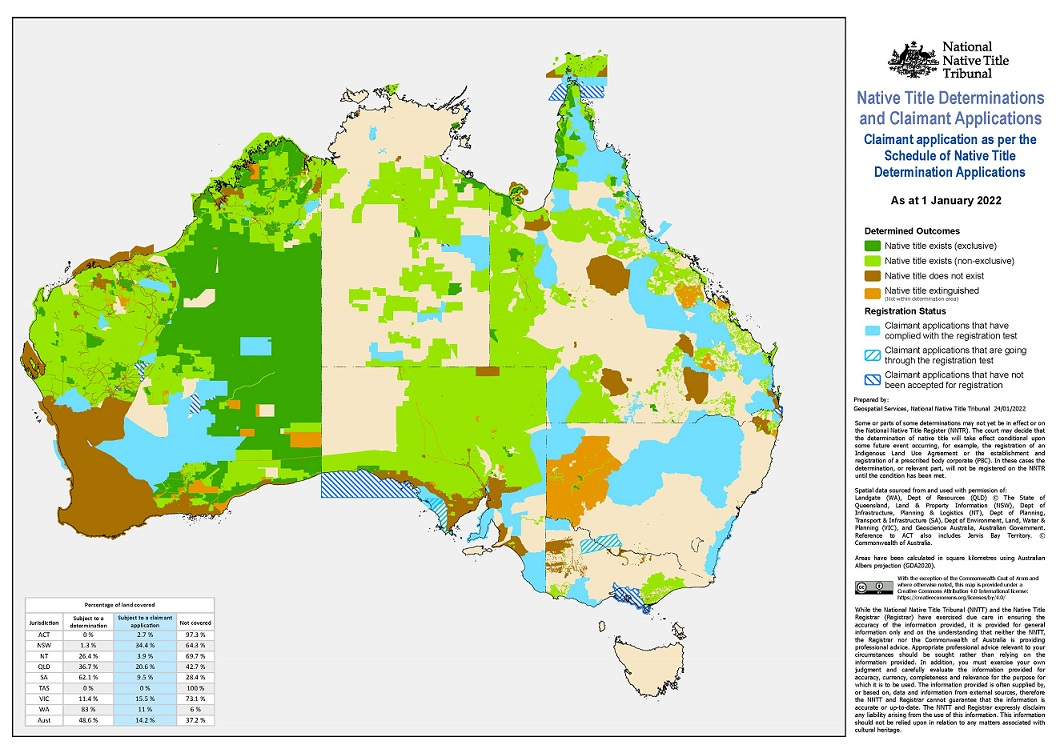 National
Native Title
Tribunal
Native Title Determinations
and Claimant Applications
Claimant application as per the
Schedule of Native Title
Determination Applications
As at 1 January 2022
Determined Outcomes
Native title exists (exclusive)
Native title exists (non-exclusive)
Native title does not exist
Native title extinguished
(Not within determination area)
Registration Status
Claimant applications that have
complied with the registration test
Claimant applications that are going
through the registration test
Claimant applications that have not
been accepted for registration
Prepared by:
Geospatial Services, National Native Title Tribunal 24/01/2022
Some or parts of some determinations may not yet be in effect or on
the National Native Title Register (NNTR). The court may decide that
the determination of native title will take effect conditional upon
some future event occurring, for example, the registration of an
Indigenous Land Use Agreement or the establishment and
registration of a prescribed body corporate (PBC). In these cases the
determination, or relevant part, will not be registered on the NNTR
until the condition has been met.
Spatial data sourced from and used with permission of:
Landgate (WA), Dept of Resources (QLD) © The State of
Queensland, Land & Property Information (NSW), Dept of
Infrastructure, Planning & Logistics (NT), Dept of Planning,
Transport & Infrastructure (SA), Dept of Environment, Land, Water &
Planning (VIC), and Geoscience Australia, Australian Government.
Reference to ACT also includes Jervis Bay Territory. ©
Commonwealth of Australia.
Areas have been calculated in square kilometres using Australian
Albers projection (GDA2020).
With the exception of the Commonwealth Coat of Arms and
where otherwise noted, this map is provided under a
Creative Commons Attribution 4.0 International license:
https://creativecommons.org/licenses/by/4.0/
While the National Native Title Tribunal (NNTT) and the Native Title
Registrar (Registrar) have exercised due care in ensuring the
accuracy of the information provided, it is provided for general
information only and on the understanding that neither the NNTT,
the Registrar nor the Commonwealth of Australia is providing
professional advice. Appropriate professional advice relevant to your
circumstances should be sought rather than relying on the
information provided. In addition, you must exercise your own
judgment and carefully evaluate the information provided for
accuracy, currency, completeness and relevance for the purpose for
which it is to be used. The information provided is often supplied by,
or based on, data and information from external sources, therefore
the NNTT and Registrar cannot guarantee that the information is
accurate or up-to-date. The NNTT and Registrar expressly disclaim
any liability arising from the use of this information. This information
should not be relied upon in relation to any matters associated with
cultural heritage.
Percentage of land covered
Jurisdiction Subject to a determination Subject to a claimant application Not covered
ACT 0 % 2.7 % 97.3 %
NSW 1.3 % 34.4 % 64.3 %
NT 26.4 % 3.9 % 69.7 %
QLD 36.7 % 20.6 % 42.7 %
SA 62.1 % 9.5 % 28.4 %
TAS 0 % 0 % 100 %
VIC 11.4 % 15.5 % 73.1 %
WA 83 % 11 % 6 %
Aust 48.6 % 14.2 % 37.2 %